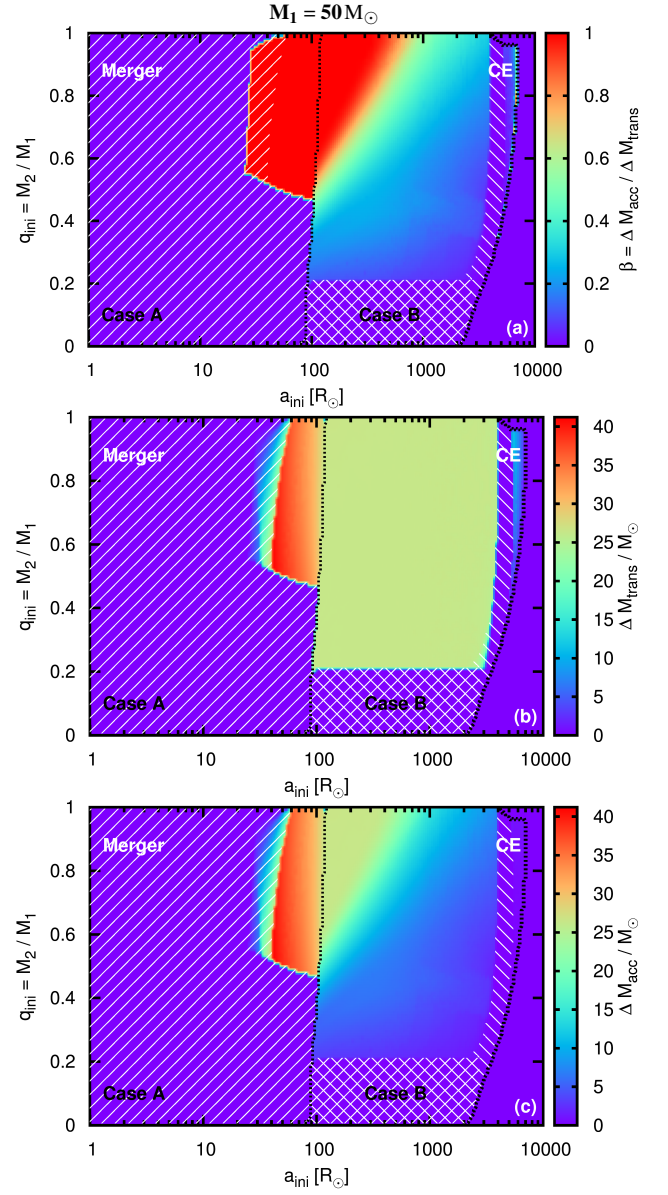 M₁ = 50 M☉
q_ini = M₂ / M₁
1
0.8
0.6
0.4
0.2
0
Merger
CE
Case A
Case B
(a)
1
10
100
1000
10000
a_ini [R☉]
1
0.8
0.6
0.4
0.2
0
β = Δ M_acc / Δ M_trans
q_ini = M₂ / M₁
1
0.8
0.6
0.4
0.2
0
Merger
CE
Case A
Case B
(b)
1
10
100
1000
10000
a_ini [R☉]
40
35
30
25
20
15
10
5
0
Δ M_trans / M☉
q_ini = M₂ / M₁
1
0.8
0.6
0.4
0.2
0
Merger
CE
Case A
Case B
(c)
1
10
100
1000
10000
a_ini [R☉]
40
35
30
25
20
15
10
5
0
Δ M_acc / M☉